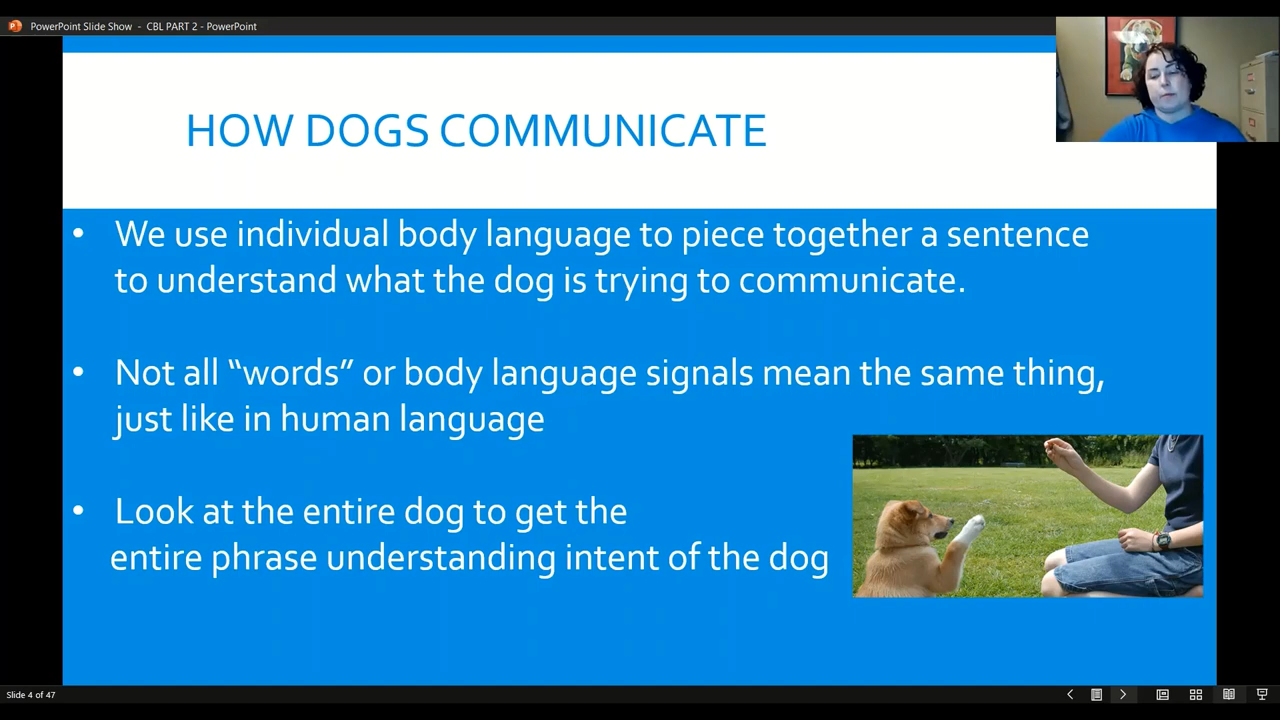 PowerPoint Slide Show - CBL PART 2 - PowerPoint
HOW DOGS COMMUNICATE
• We use individual body language to piece together a sentence
to understand what the dog is trying to communicate.
• Not all “words” or body language signals mean the same thing,
just like in human language
• Look at the entire dog to get the
entire phrase understanding intent of the dog
Slide 4 of 47